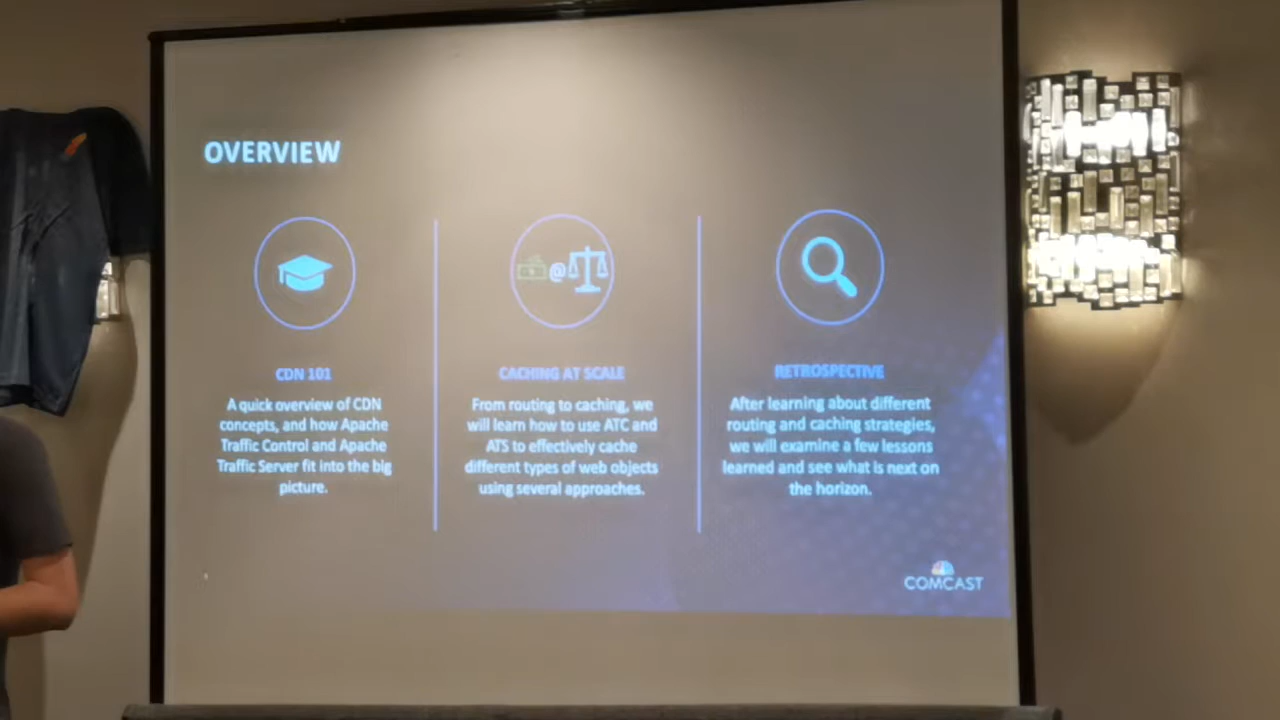 OVERVIEW
@
CDN 101
A quick overview of CDN
concepts, and how Apache
Traffic Control and Apache
Traffic Server fit into the big
picture.
CACHING AT SCALE
From routing to caching, we
will learn how to use ATC and
ATS to effectively cache
different types of web objects
using several approaches.
RETROSPECTIVE
After learning about different
routing and caching strategies,
we will examine a few lessons
learned and see what is next on
the horizon.
COMCAST